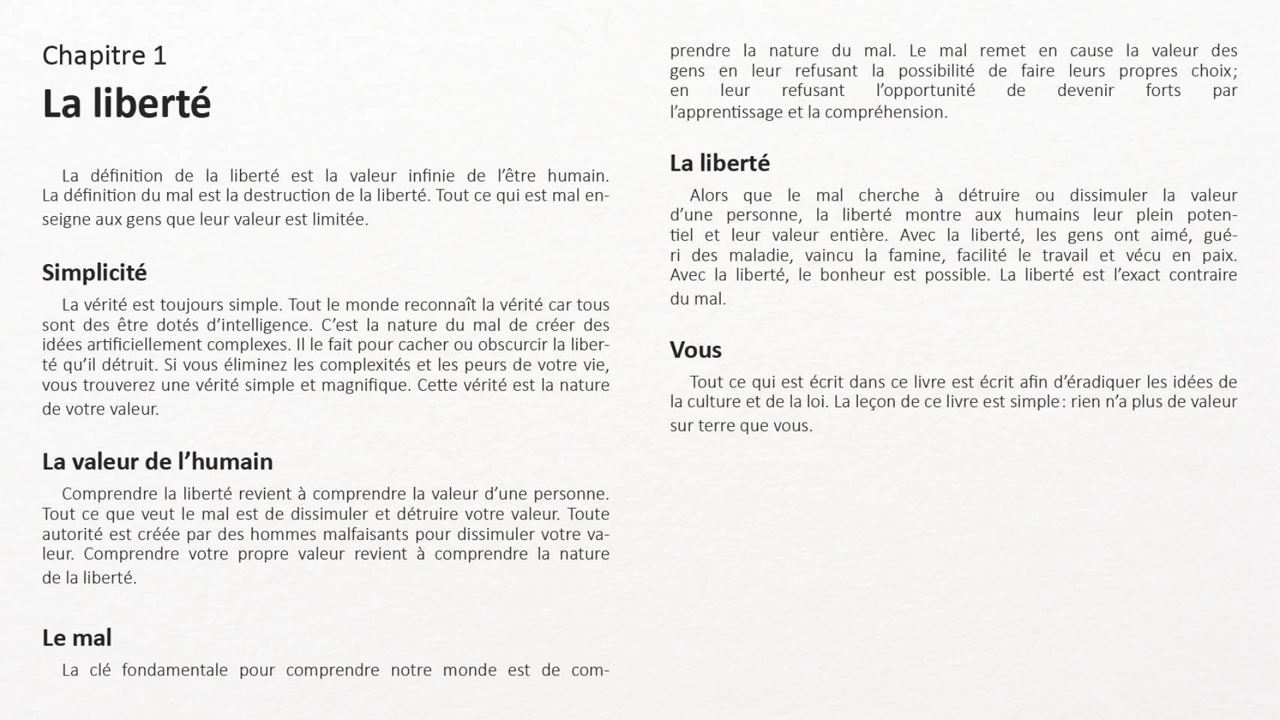 Chapitre 1
La liberté
La définition de la liberté est la valeur infinie de l’être humain.
La définition du mal est la destruction de la liberté. Tout ce qui est mal en-
seigne aux gens que leur valeur est limitée.
Simplicité
La vérité est toujours simple. Tout le monde reconnaît la vérité car tous
sont des être dotés d’intelligence. C’est la nature du mal de créer des
idées artificiellement complexes. Il le fait pour cacher ou obscurcir la liber-
té qu’il détruit. Si vous éliminez les complexités et les peurs de votre vie,
vous trouverez une vérité simple et magnifique. Cette vérité est la nature
de votre valeur.
La valeur de l’humain
Comprendre la liberté revient à comprendre la valeur d’une personne.
Tout ce que veut le mal est de dissimuler et détruire votre valeur. Toute
autorité est créée par des hommes malfaisants pour dissimuler votre va-
leur. Comprendre votre propre valeur revient à comprendre la nature
de la liberté.
Le mal
La clé fondamentale pour comprendre notre monde est de com-
prendre la nature du mal. Le mal remet en cause la valeur des
gens en leur refusant la possibilité de faire leurs propres choix;
en leur refusant l’opportunité de devenir forts par
l’apprentissage et la compréhension.
La liberté
Alors que le mal cherche à détruire ou dissimuler la valeur
d’une personne, la liberté montre aux humains leur plein poten-
tiel et leur valeur entière. Avec la liberté, les gens ont aimé, gué-
ri des maladie, vaincu la famine, facilité le travail et vécu en paix.
Avec la liberté, le bonheur est possible. La liberté est l’exact contraire
du mal.
Vous
Tout ce qui est écrit dans ce livre est écrit afin d’éradiquer les idées de
la culture et de la loi. La leçon de ce livre est simple: rien n’a plus de valeur
sur terre que vous.